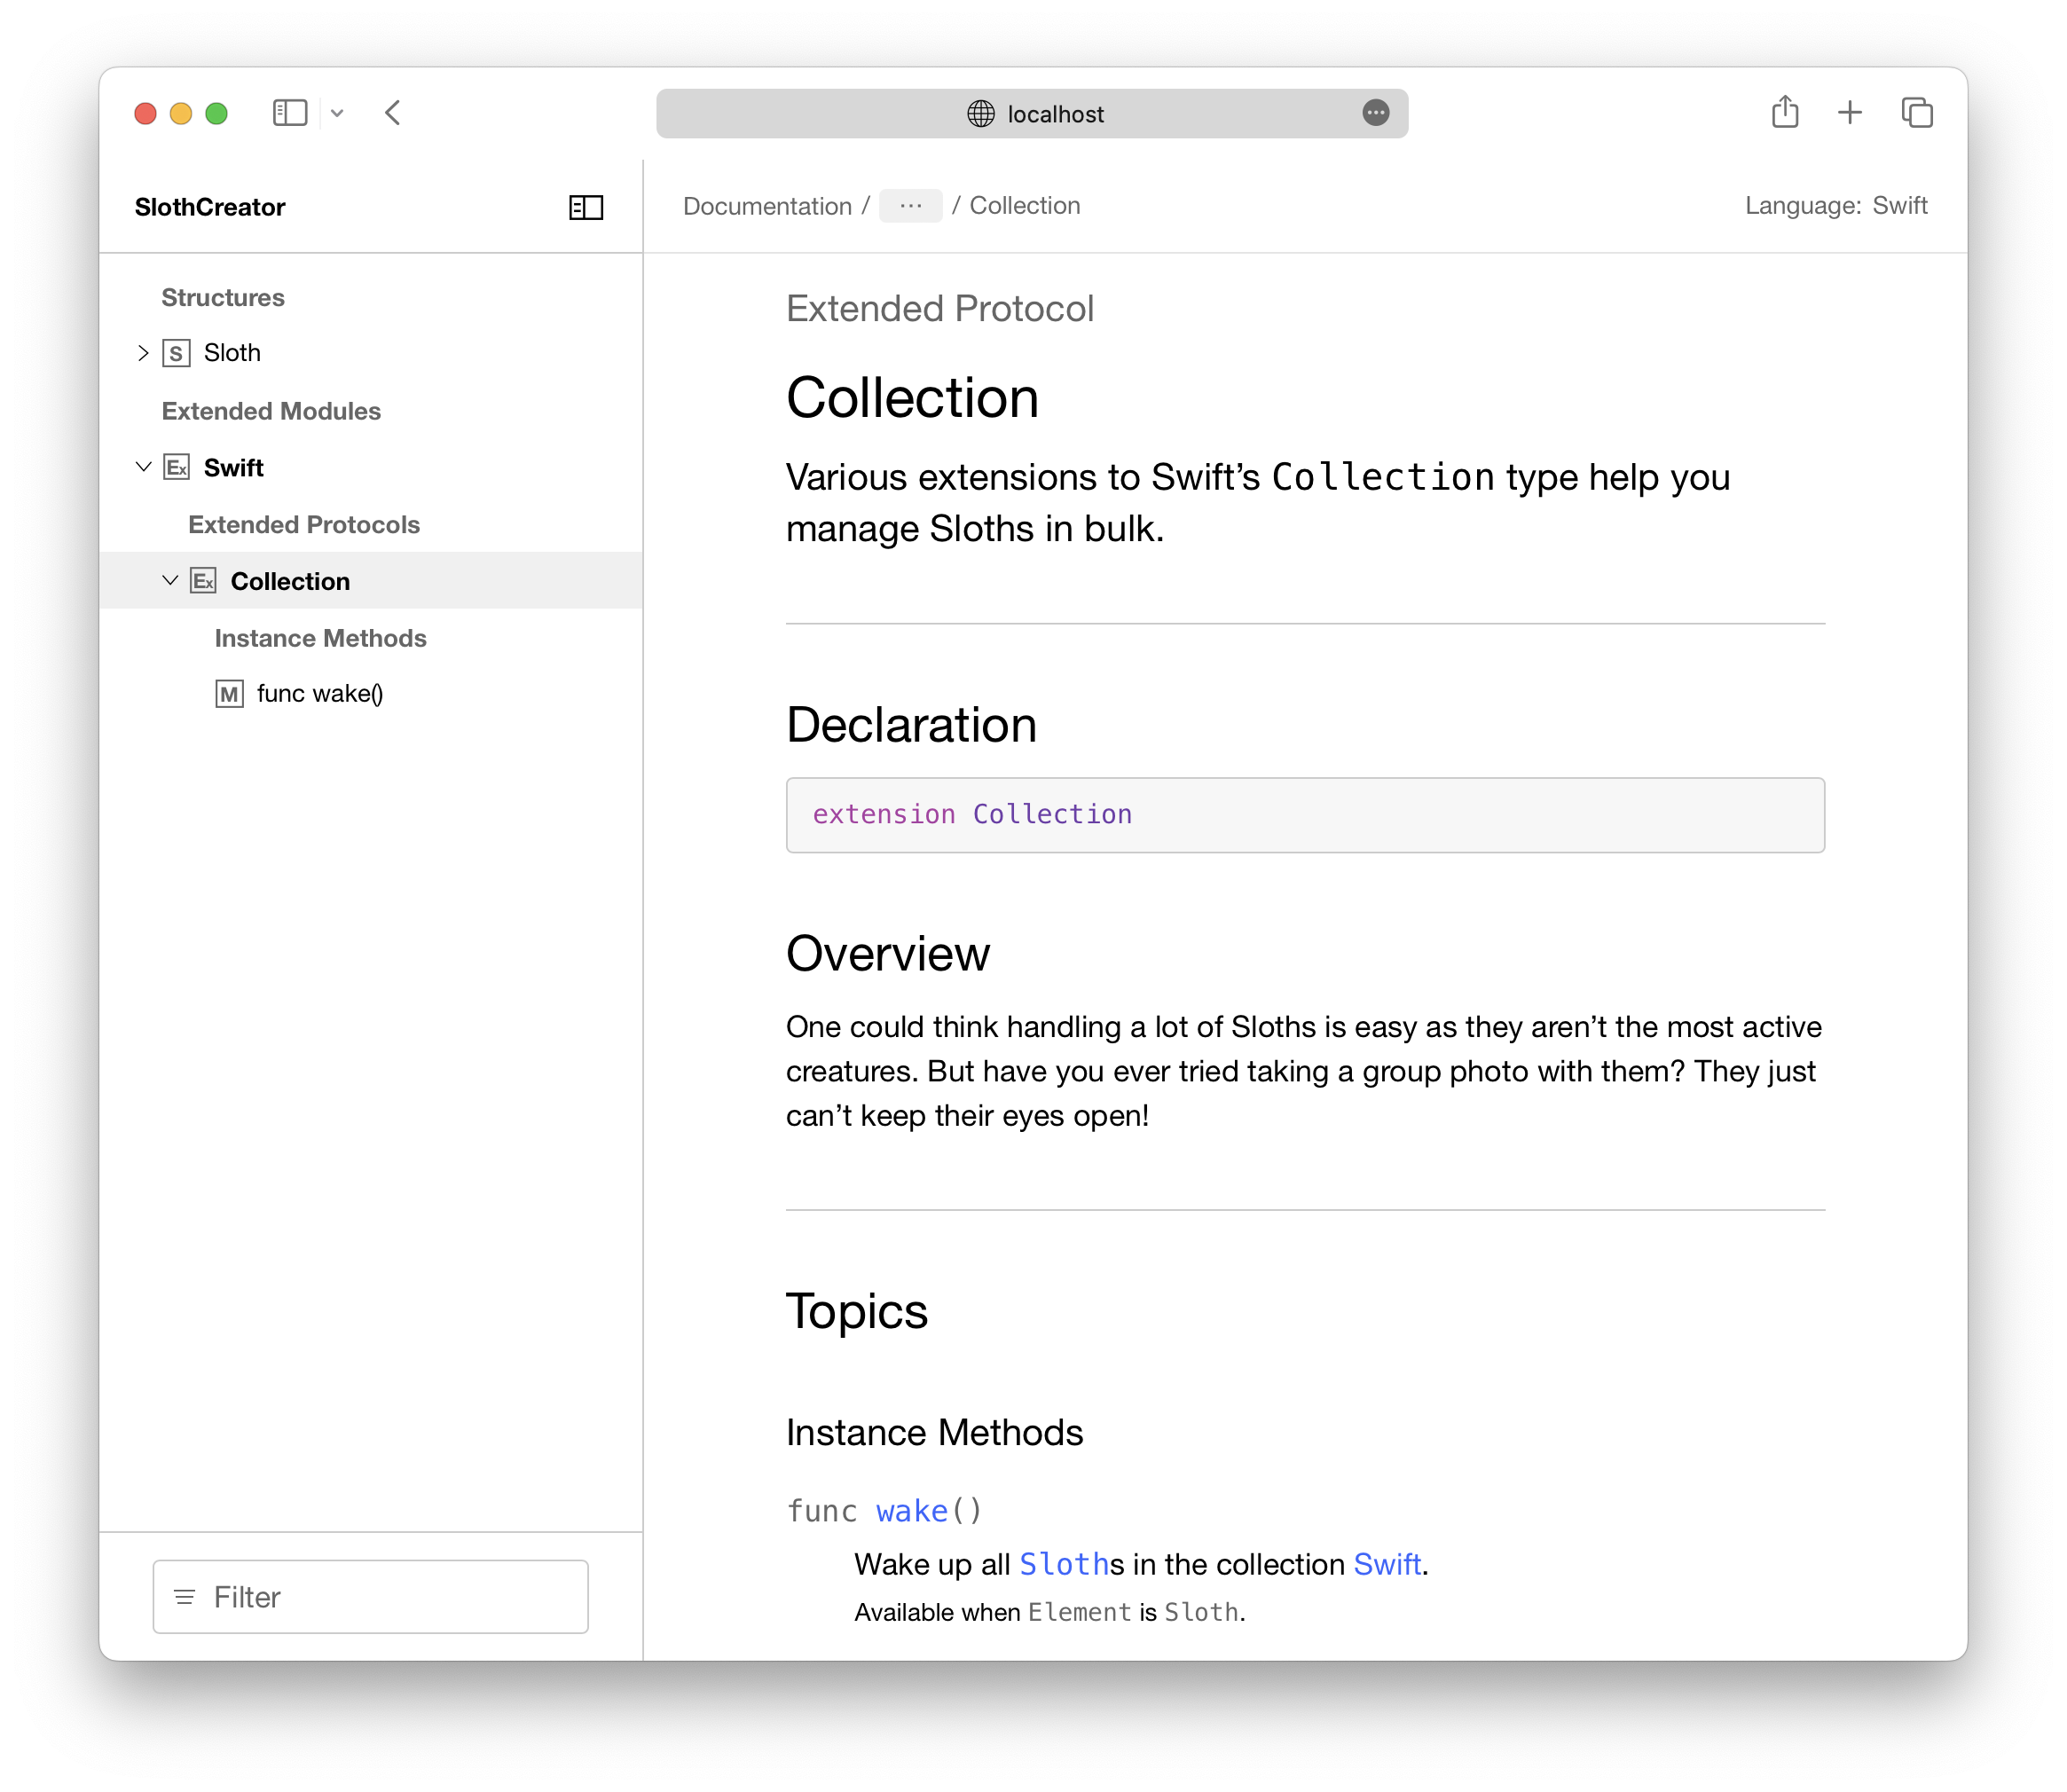 localhost
SlothCreator
Documentation / ··· / Collection
Language: Swift
Structures
S Sloth
Extended Modules
Ex Swift
Extended Protocols
Ex Collection
Instance Methods
M func wake()
Filter
Extended Protocol
Collection
Various extensions to Swift’s Collection type help you
manage Sloths in bulk.
Declaration
extension Collection
Overview
One could think handling a lot of Sloths is easy as they aren’t the most active
creatures. But have you ever tried taking a group photo with them? They just
can’t keep their eyes open!
Topics
Instance Methods
func wake()
Wake up all Sloths in the collection Swift.
Available when Element is Sloth.